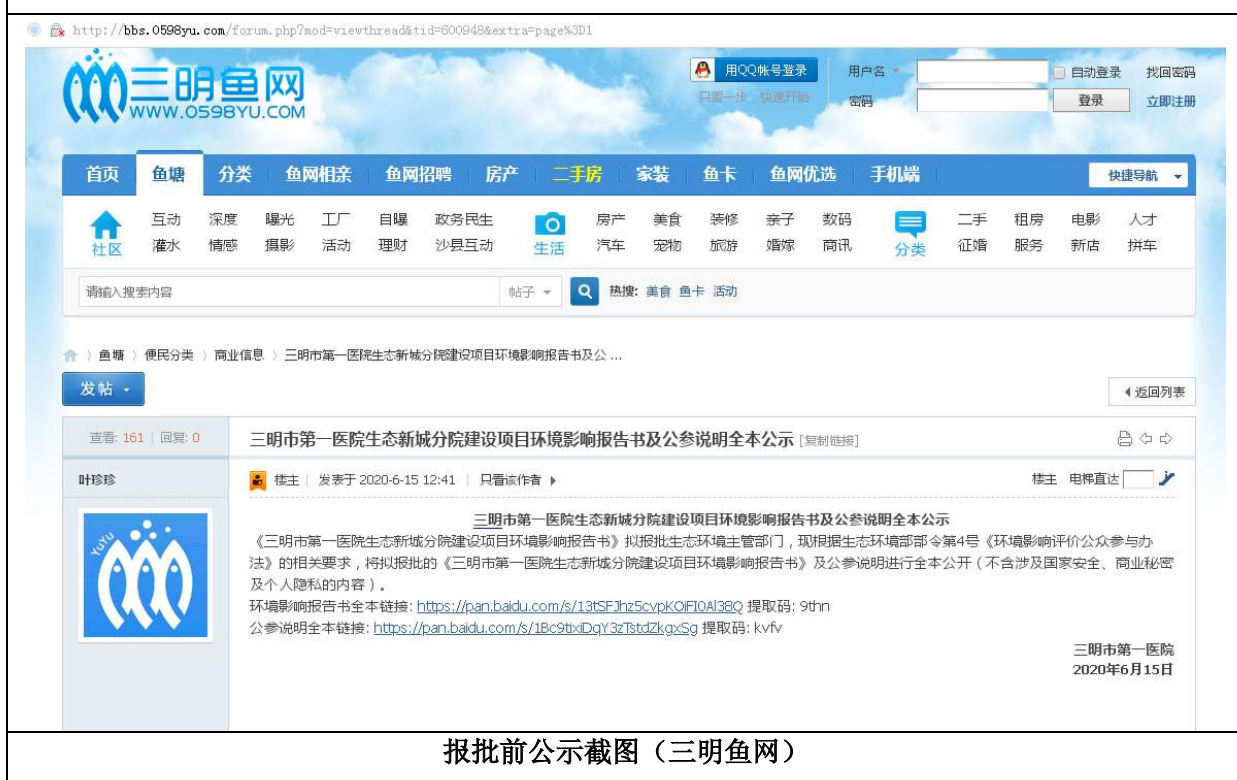 http://bbs.0598yu.com/forum.php?mod=viewthread&tid=600948&extra=page%3D1
三明鱼网
WWW.0598YU.COM
用QQ帐号登录
只需一步，快速开始
用户名
自动登录
找回密码
密码
登录
立即注册
首页 鱼塘 分类 鱼网相亲 鱼网招聘 房产 二手房 家装 鱼卡 鱼网优选 手机端 快捷导航
社区
互动 深度 曝光 工厂 自曝 政务民生
灌水 情感 摄影 活动 理财 沙县互动
生活
房产 美食 装修 亲子 数码
汽车 宠物 旅游 婚嫁 商讯
分类
二手 租房 电影 人才
征婚 服务 新店 拼车
请输入搜索内容 帖子 热搜: 美食 鱼卡 活动
鱼塘 〉 便民分类 〉 商业信息 〉 三明市第一医院生态新城分院建设项目环境影响报告书及公 ...
发帖
返回列表
查看: 161 | 回复: 0
三明市第一医院生态新城分院建设项目环境影响报告书及公参说明全本公示 [复制链接]
叶珍珍
楼主 | 发表于 2020-6-15 12:41 | 只看该作者
楼主 电梯直达
YuYu
三明市第一医院生态新城分院建设项目环境影响报告书及公参说明全本公示
《三明市第一医院生态新城分院建设项目环境影响报告书》拟报批生态环境主管部门，现根据生态环境部部令第4号《环境影响评价公众参与办
法》的相关要求，将拟报批的《三明市第一医院生态新城分院建设项目环境影响报告书》及公参说明进行全本公开（不含涉及国家安全、商业秘密
及个人隐私的内容）。
环境影响报告书全本链接: https://pan.baidu.com/s/13tSFJhz5cvpKOiFI0Al38Q 提取码: 9thn
公参说明全本链接: https://pan.baidu.com/s/1Bc9tixiDqY3zTstdZkgxSg 提取码: kvfv
三明市第一医院
2020年6月15日
报批前公示截图（三明鱼网）